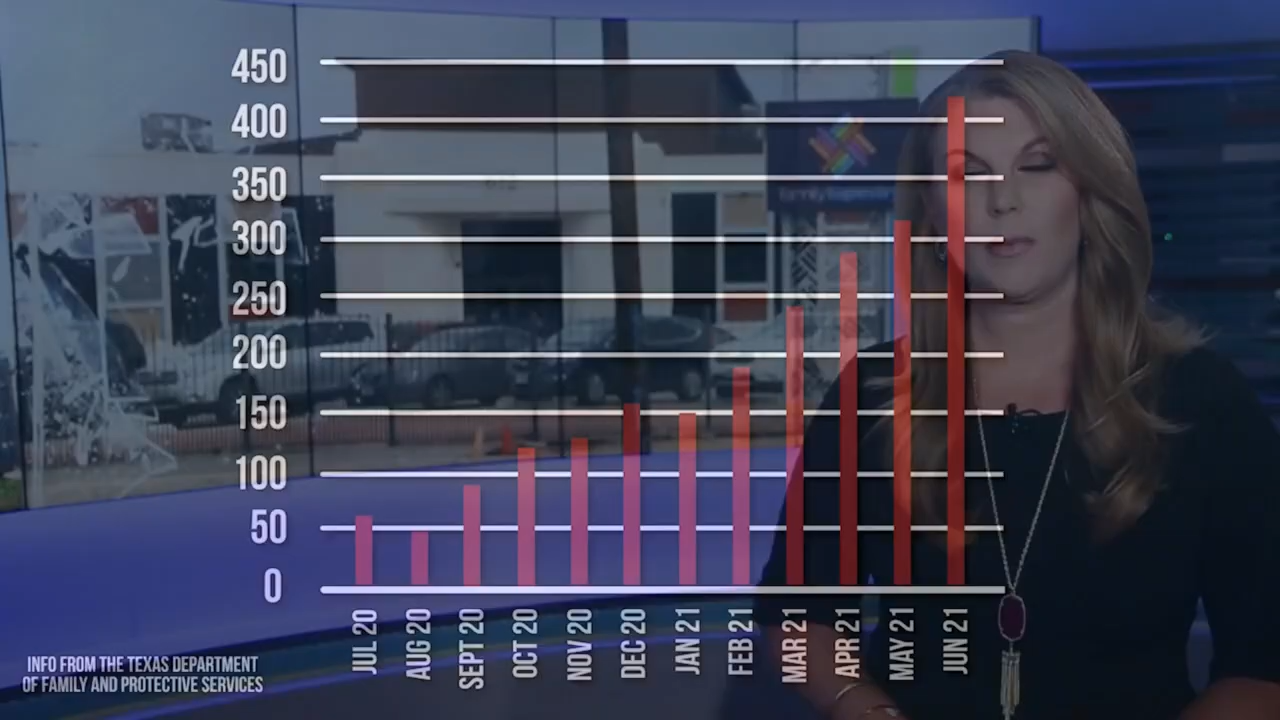 450
400
350
300
250
200
150
100
50
0
JUL 20
AUG 20
SEPT 20
OCT 20
NOV 20
DEC 20
JAN 21
FEB 21
MAR 21
APR 21
MAY 21
JUN 21
INFO FROM THE TEXAS DEPARTMENT
OF FAMILY AND PROTECTIVE SERVICES